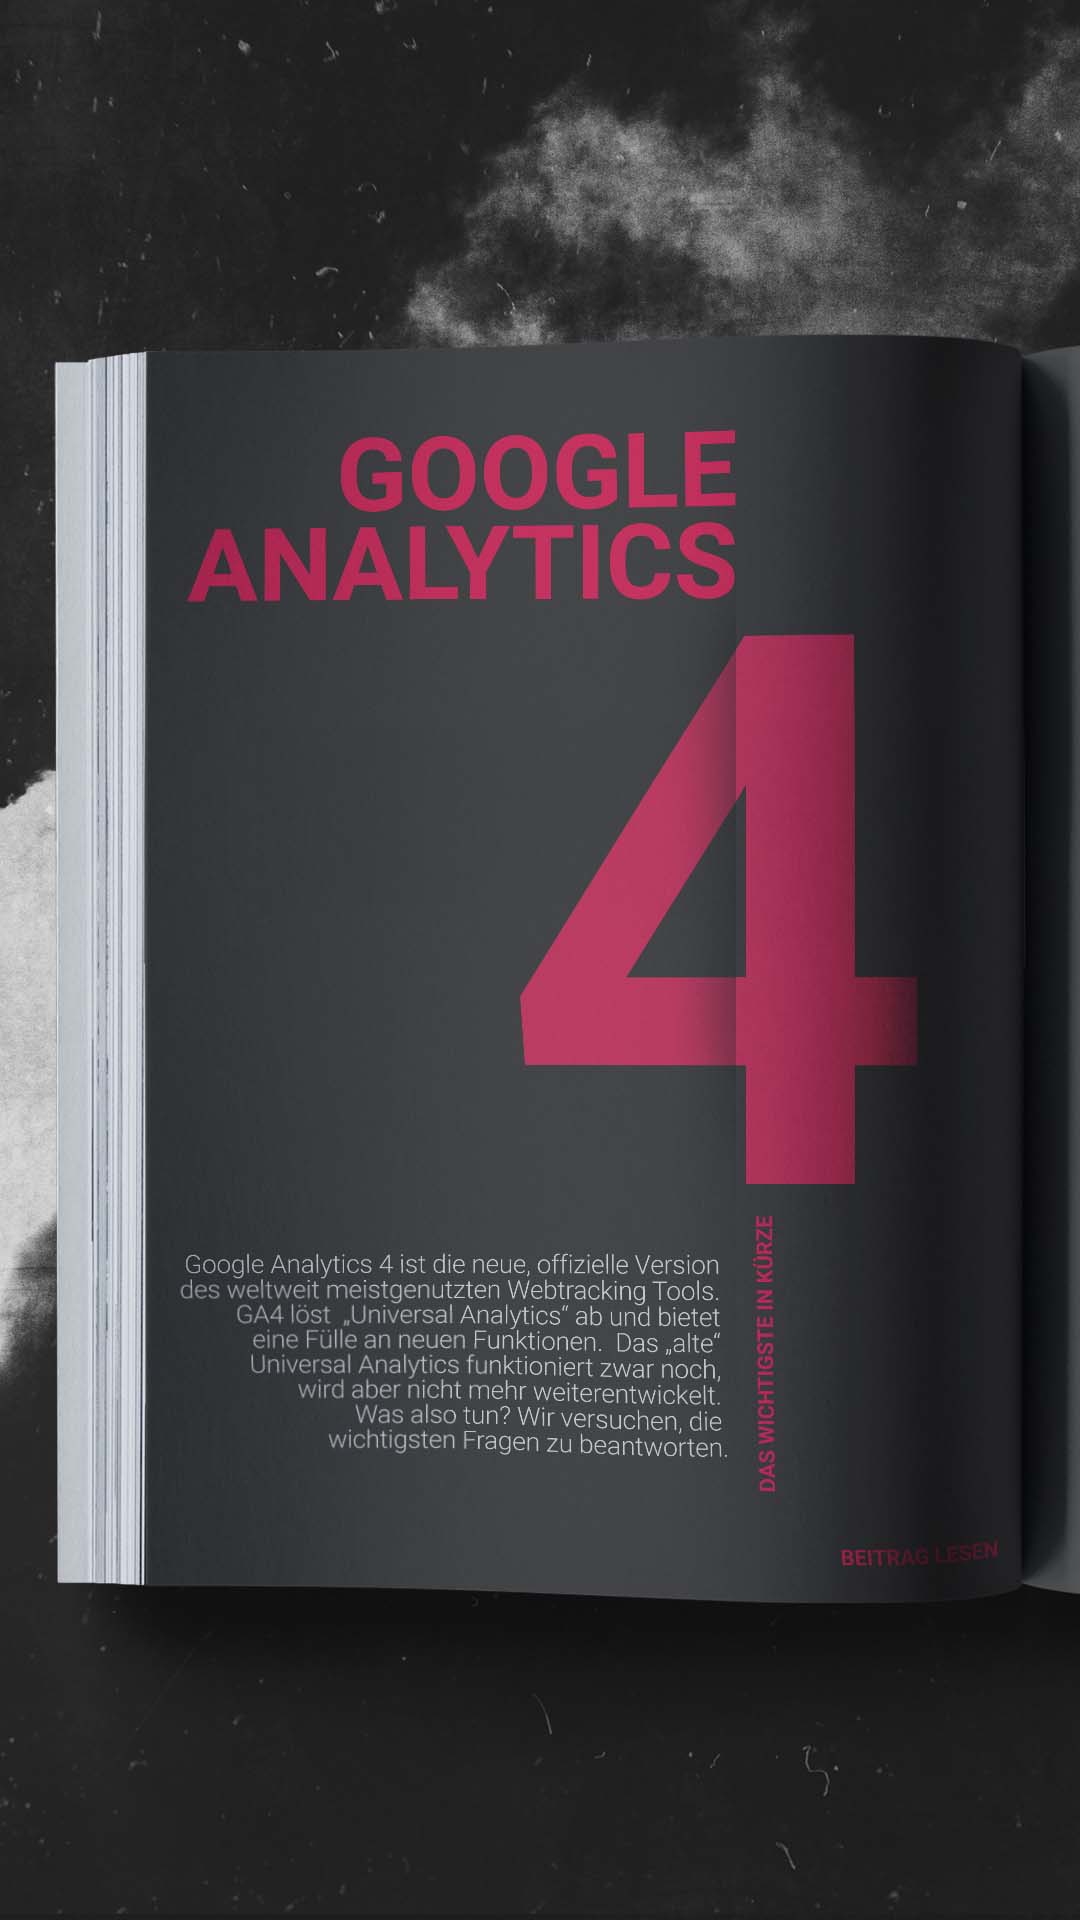 GOOGLE
ANALYTICS
4
Google Analytics 4 ist die neue, offizielle Version
des weltweit meistgenutzten Webtracking Tools.
GA4 löst „Universal Analytics“ ab und bietet
eine Fülle an neuen Funktionen. Das „alte“
Universal Analytics funktioniert zwar noch,
wird aber nicht mehr weiterentwickelt.
Was also tun? Wir versuchen, die
wichtigsten Fragen zu beantworten.
DAS WICHTIGSTE IN KÜRZE
BEITRAG LESEN